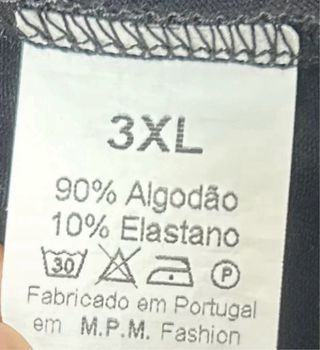 3XL
90% Algodão
10% Elastano
30 P
Fabricado em Portugal
em M.P.M. Fashion